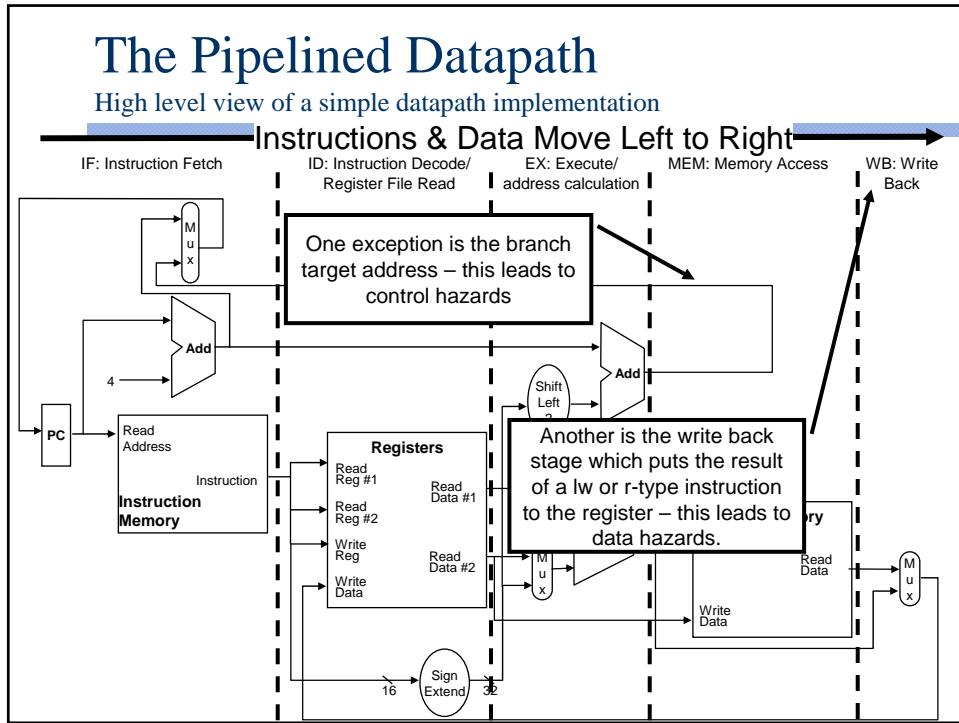 The Pipelined Datapath
High level view of a simple datapath implementation
Instructions & Data Move Left to Right
IF: Instruction Fetch
ID: Instruction Decode/
Register File Read
EX: Execute/
address calculation
MEM: Memory Access
WB: Write
Back
M
u
x
One exception is the branch
target address – this leads to
control hazards
Add
4
Add
Shift
Left
PC
Read
Address
Instruction
Instruction
Memory
Registers
Read
Reg #1
Read
Reg #2
Write
Reg
Write
Data
Read
Data #1
Read
Data #2
Another is the write back
stage which puts the result
of a lw or r-type instruction
to the register – this leads to
data hazards.
M
u
x
ry
Read
Data
Write
Data
M
u
x
16
Sign
Extend
32